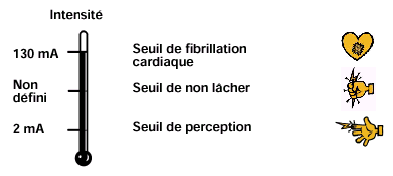 Intensité
130 mA
Seuil de fibrillation
cardiaque
Non
défini
Seuil de non lâcher
2 mA
Seuil de perception